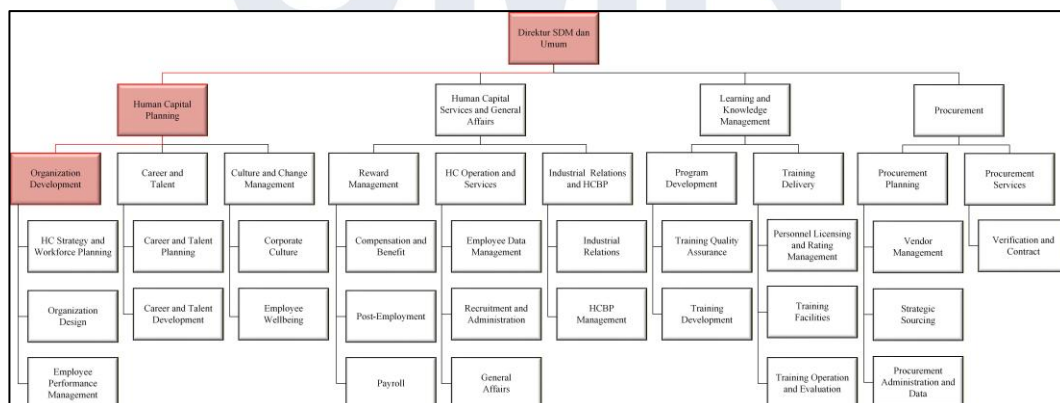 Direktur SDM dan
Umum
Human Capital
Planning
Human Capital
Services and General
Affairs
Learning and
Knowledge
Management
Procurement
Organization
Development
Career and
Talent
Culture and Change
Management
Reward
Management
HC Operation and
Services
Industrial Relations
and HCBP
Program
Development
Training
Delivery
Procurement
Planning
Procurement
Services
HC Strategy and
Workforce Planning
Career and Talent
Planning
Corporate
Culture
Compensation and
Benefit
Employee Data
Management
Industrial
Relations
Training Quality
Assurance
Personnel Licensing
and Rating
Management
Vendor
Management
Verification and
Contract
Organization
Design
Career and Talent
Development
Employee
Wellbeing
Post-Employment
Recruitment and
Administration
HCBP
Management
Training
Development
Training
Facilities
Strategic
Sourcing
Employee
Performance
Management
Payroll
General
Affairs
Training Operation
and Evaluation
Procurement
Administration and
Data